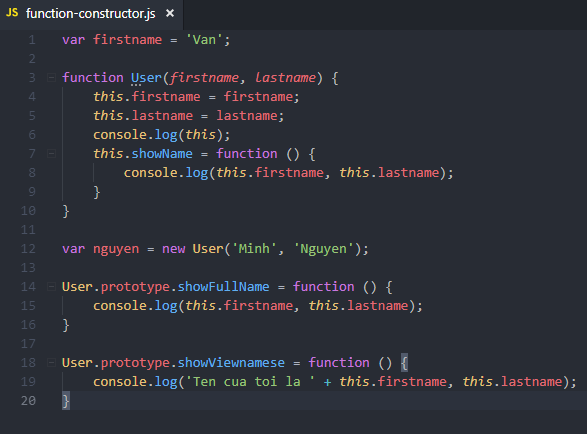 JS function-constructor.js ×
1 var firstname = 'Van';
2
3 function User(firstname, lastname) {
4     this.firstname = firstname;
5     this.lastname = lastname;
6     console.log(this);
7     this.showName = function () {
8         console.log(this.firstname, this.lastname);
9     }
10 }
11
12 var nguyen = new User('Minh', 'Nguyen');
13
14 User.prototype.showFullName = function () {
15     console.log(this.firstname, this.lastname);
16 }
17
18 User.prototype.showViewnamese = function () {
19     console.log('Ten cua toi la ' + this.firstname, this.lastname);
20 }